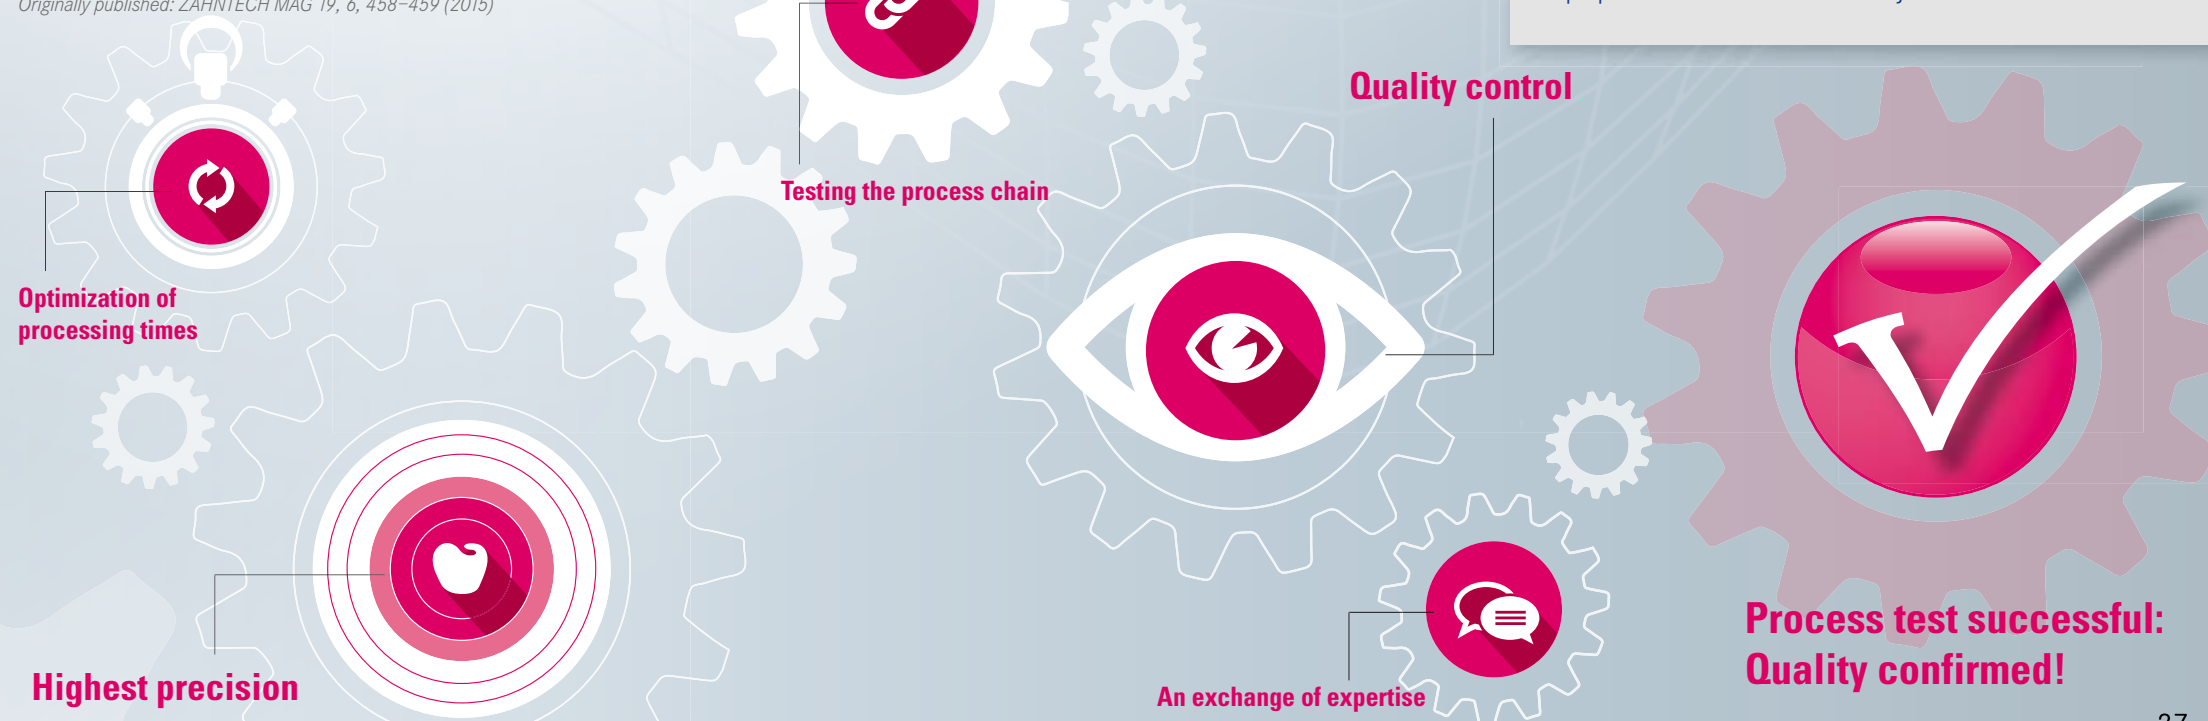 Originally published: ZAHNTECH MAG 19, 6, 458–459 (2015)
Quality control
Testing the process chain
Optimization of
processing times
Highest precision
An exchange of expertise
Process test successful:
Quality confirmed!